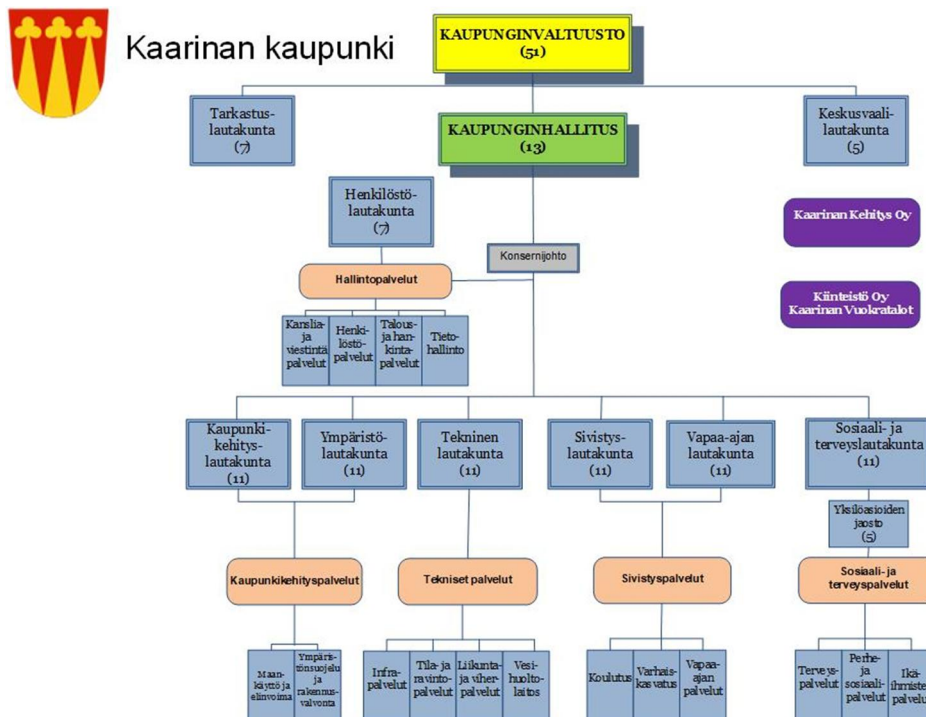 Kaarinan kaupunki
KAUPUNGINVALTUUSTO
(51)
Tarkastus-
lautakunta
(7)
KAUPUNGINHALLITUS
(13)
Keskusvaali-
lautakunta
(5)
Henkilöstö-
lautakunta
(7)
Kaarinan Kehitys Oy
Konsernijohto
Hallintopalvelut
Kiinteistö Oy
Kaarinan Vuokratalot
Kanslia-
ja
viestintä
palvelut
Henki-
löstö-
palvelut
Talous-
ja han-
kinta-
palvelut
Tieto-
hallinto
Kaupunki-
kehitys-
lautakunta
(11)
Ympäristö-
lautakunta
(11)
Tekninen
lautakunta
(11)
Sivistys-
lautakunta
(11)
Vapaa-ajan
lautakunta
(11)
Sosiaali- ja
terveyslautakunta
(11)
Yksilöasioiden
jaosto
(5)
Kaupunkikehityspalvelut
Tekniset palvelut
Sivistyspalvelut
Sosiaali- ja
terveyspalvelut
Maan-
käyttö ja
elinvoima
Ympäris-
tönsuojelu
ja
rakennus-
valvonta
Infra-
palvelut
Tila- ja
ravinto-
palvelut
Liikunta-
ja viher-
palvelut
Vesi-
huolto-
laitos
Koulutus
Varhais-
kasvatus
Vapaa-
ajan
palvelut
Terveys-
palvelut
Perhe-
ja
sosiaali-
palvelut
Ikä-
ihmiste
palvelu